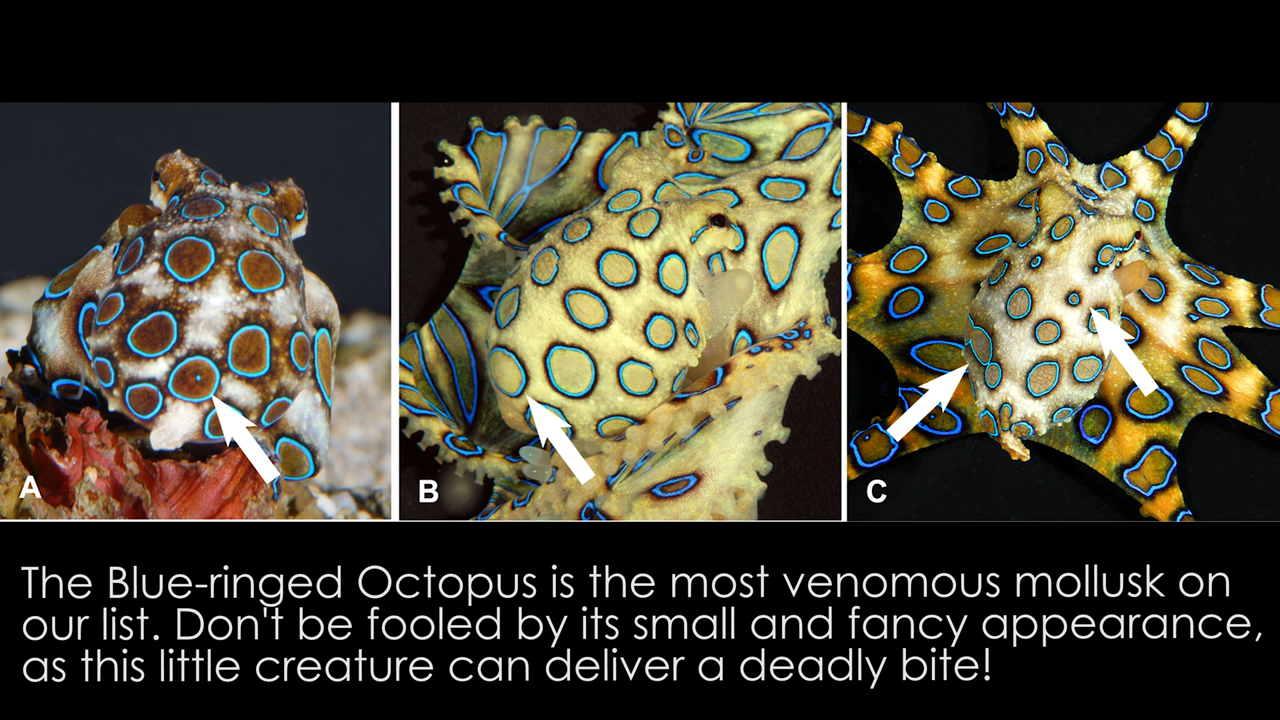 A
B
C
The Blue-ringed Octopus is the most venomous mollusk on
our list. Don't be fooled by its small and fancy appearance,
as this little creature can deliver a deadly bite!